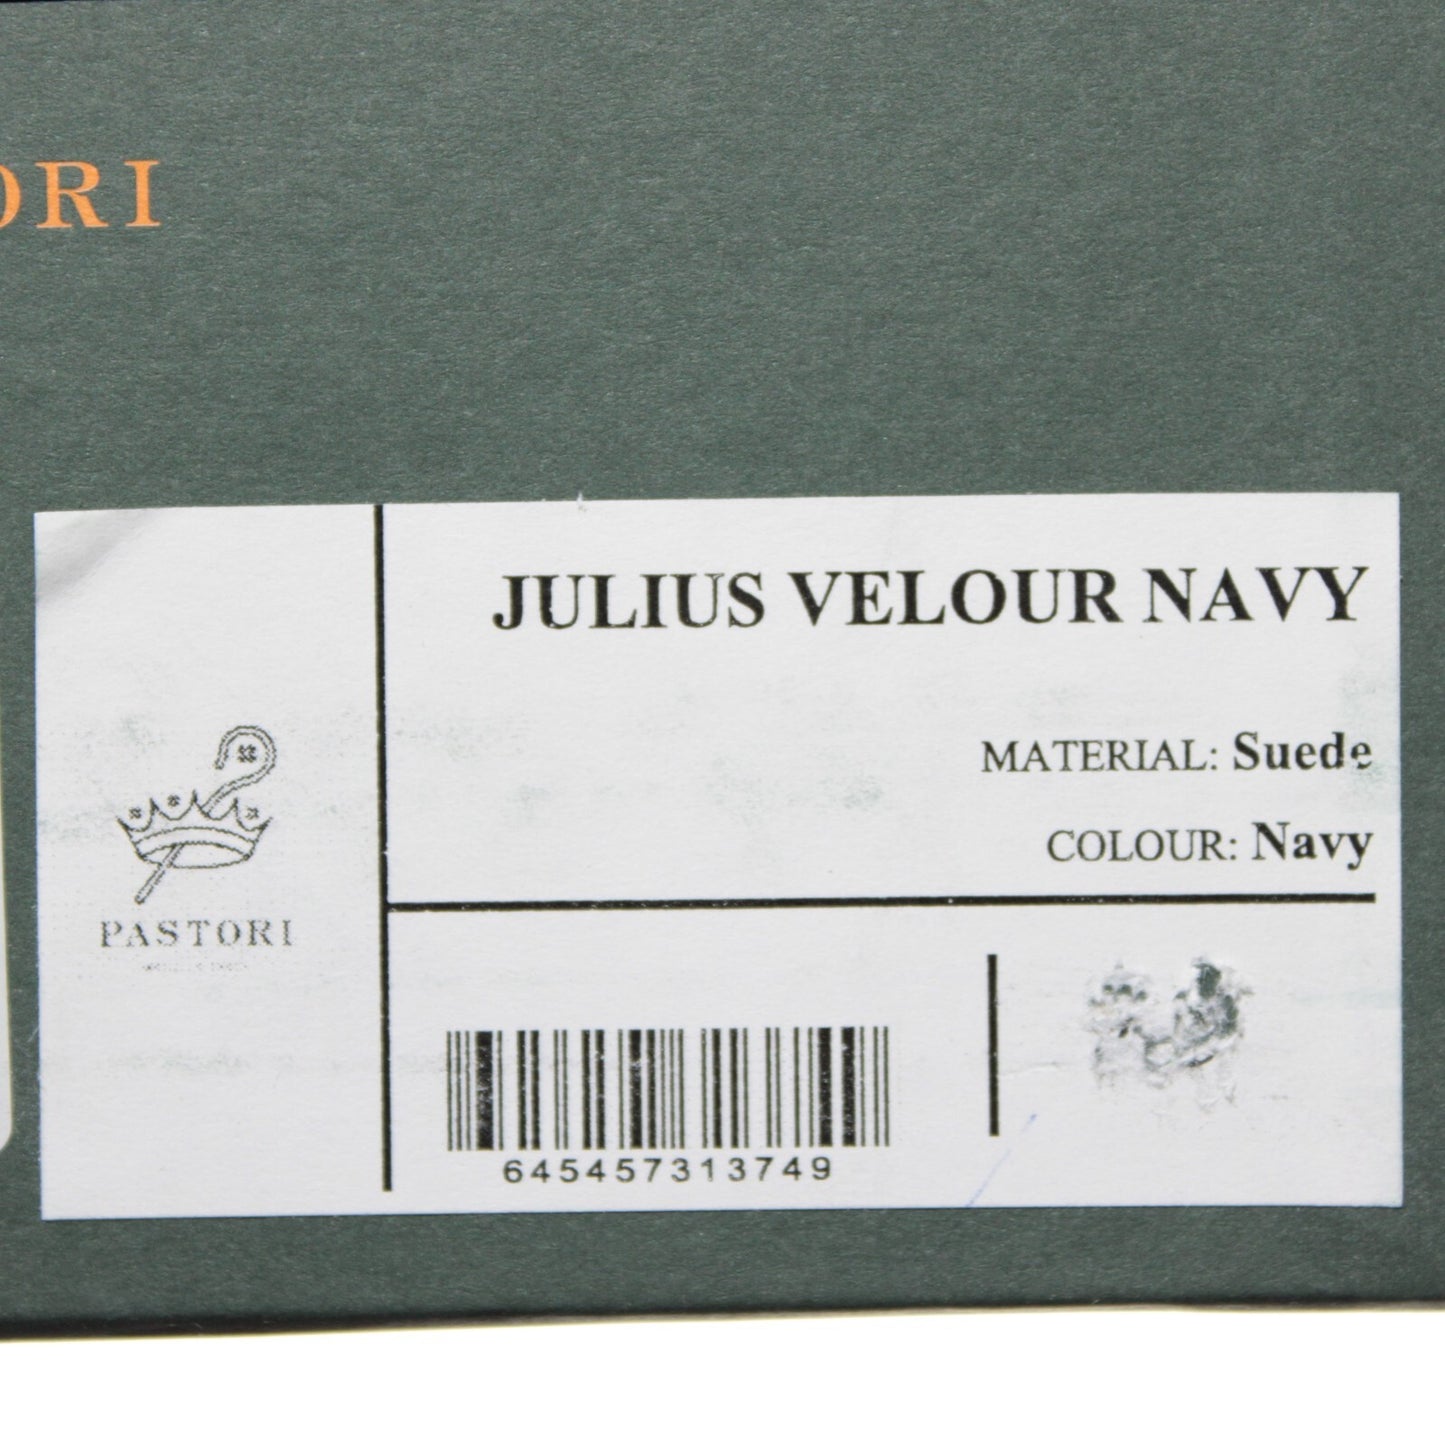 ORI
JULIUS VELOUR NAVY
MATERIAL: Suede
COLOUR: Navy
PASTORI
645457313749